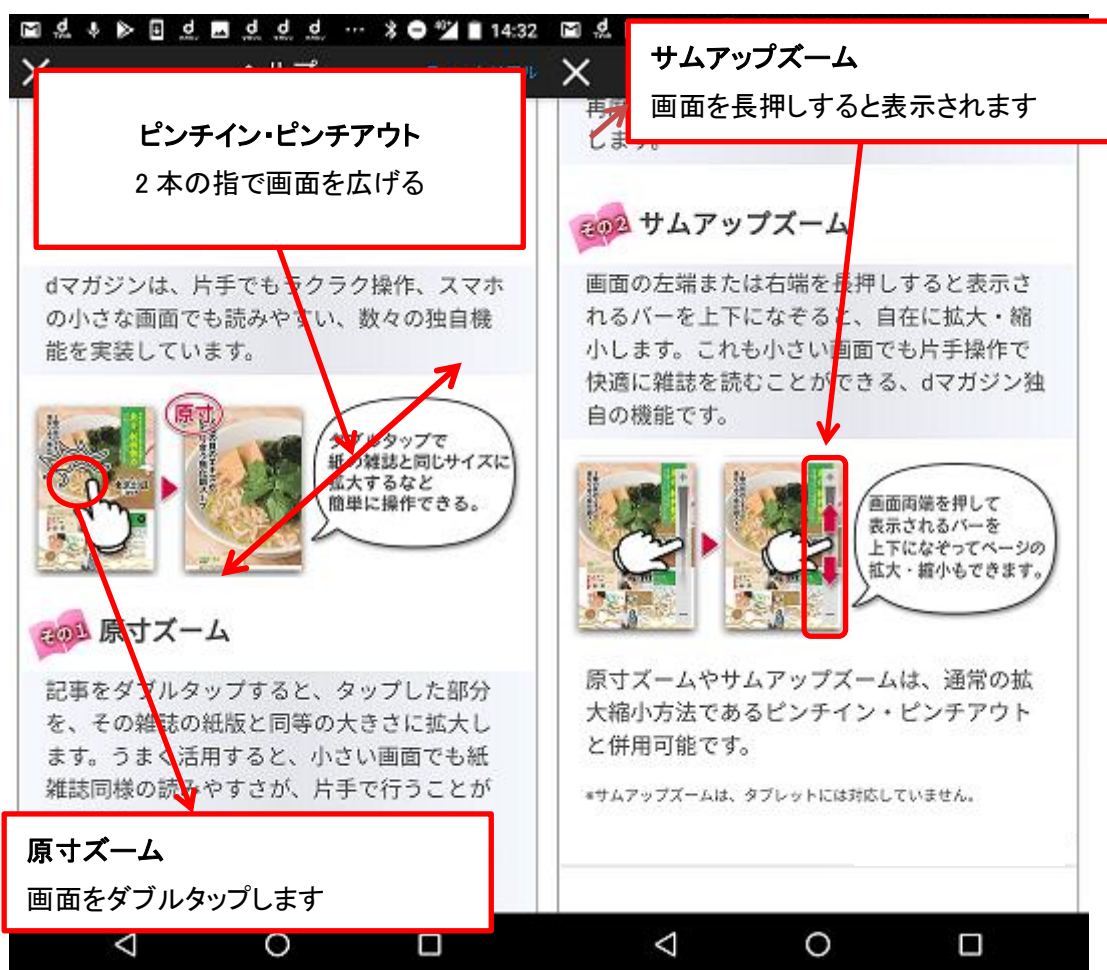 14:32
ピンチイン・ピンチアウト
2本の指で画面を広げる
dマガジンは、片手でもラクラク操作、スマホ
の小さな画面でも読みやすい、数々の独自機
能を実装しています。
原寸
ダブルタップで
紙の雑誌と同じサイズに
拡大するなど
簡単に操作できる。
その1 原寸ズーム
記事をダブルタップすると、タップした部分
を、その雑誌の紙版と同等の大きさに拡大し
ます。うまく活用すると、小さい画面でも紙
雑誌同様の読みやすさが、片手で行うことが
原寸ズーム
画面をダブルタップします
サムアップズーム
画面を長押しすると表示されます
します。
その2 サムアップズーム
画面の左端または右端を長押しすると表示さ
れるバーを上下になぞると、自在に拡大・縮
小します。これも小さい画面でも片手操作で
快適に雑誌を読むことができる、dマガジン独
自の機能です。
画面両端を押して
表示されるバーを
上下になぞってページの
拡大・縮小もできます。
原寸ズームやサムアップズームは、通常の拡
大縮小方法であるピンチイン・ピンチアウト
と併用可能です。
※サムアップズームは、タブレットには対応していません。